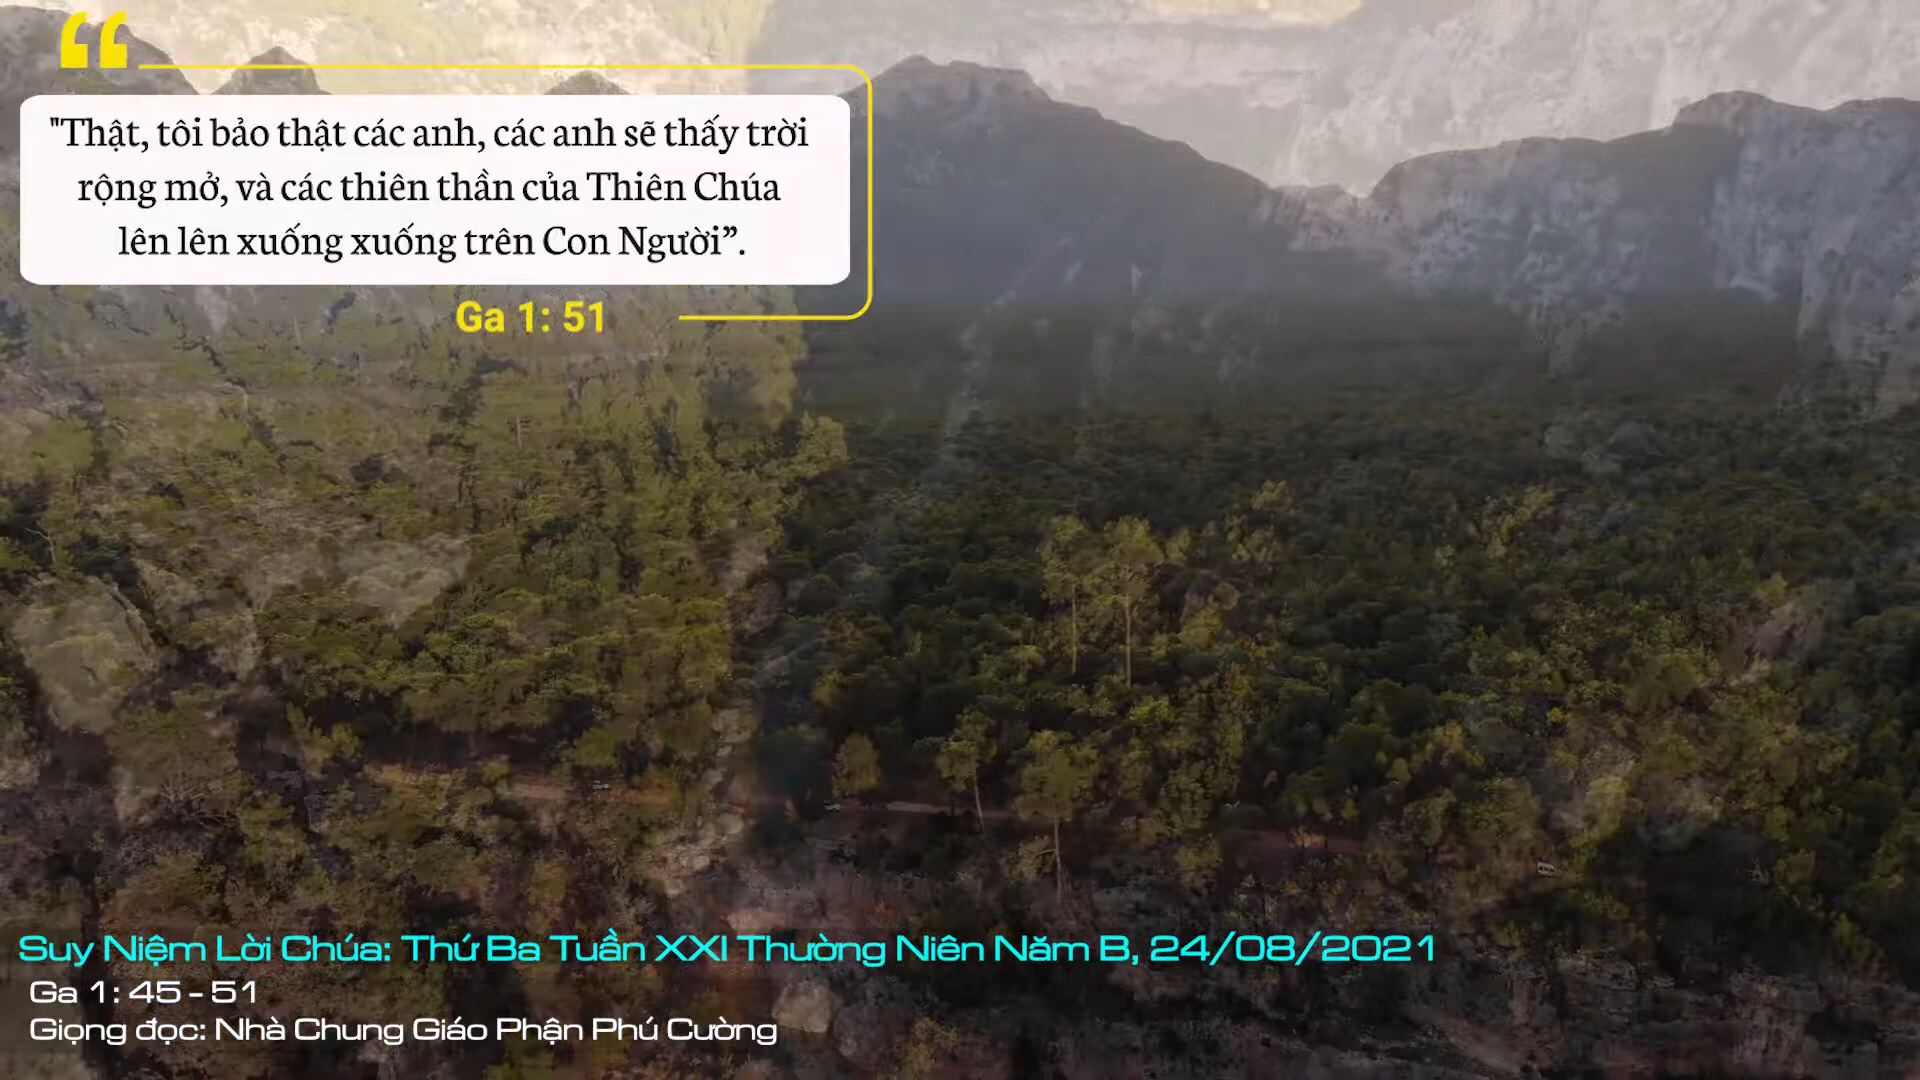 "Thật, tôi bảo thật các anh, các anh sẽ thấy trời
rộng mở, và các thiên thần của Thiên Chúa
lên lên xuống xuống trên Con Người”.
Ga 1: 51
Suy Niệm Lời Chúa: Thứ Ba Tuần XXI Thường Niên Năm B, 24/08/2021
Ga 1: 45 - 51
Giọng đọc: Nhà Chung Giáo Phận Phú Cường